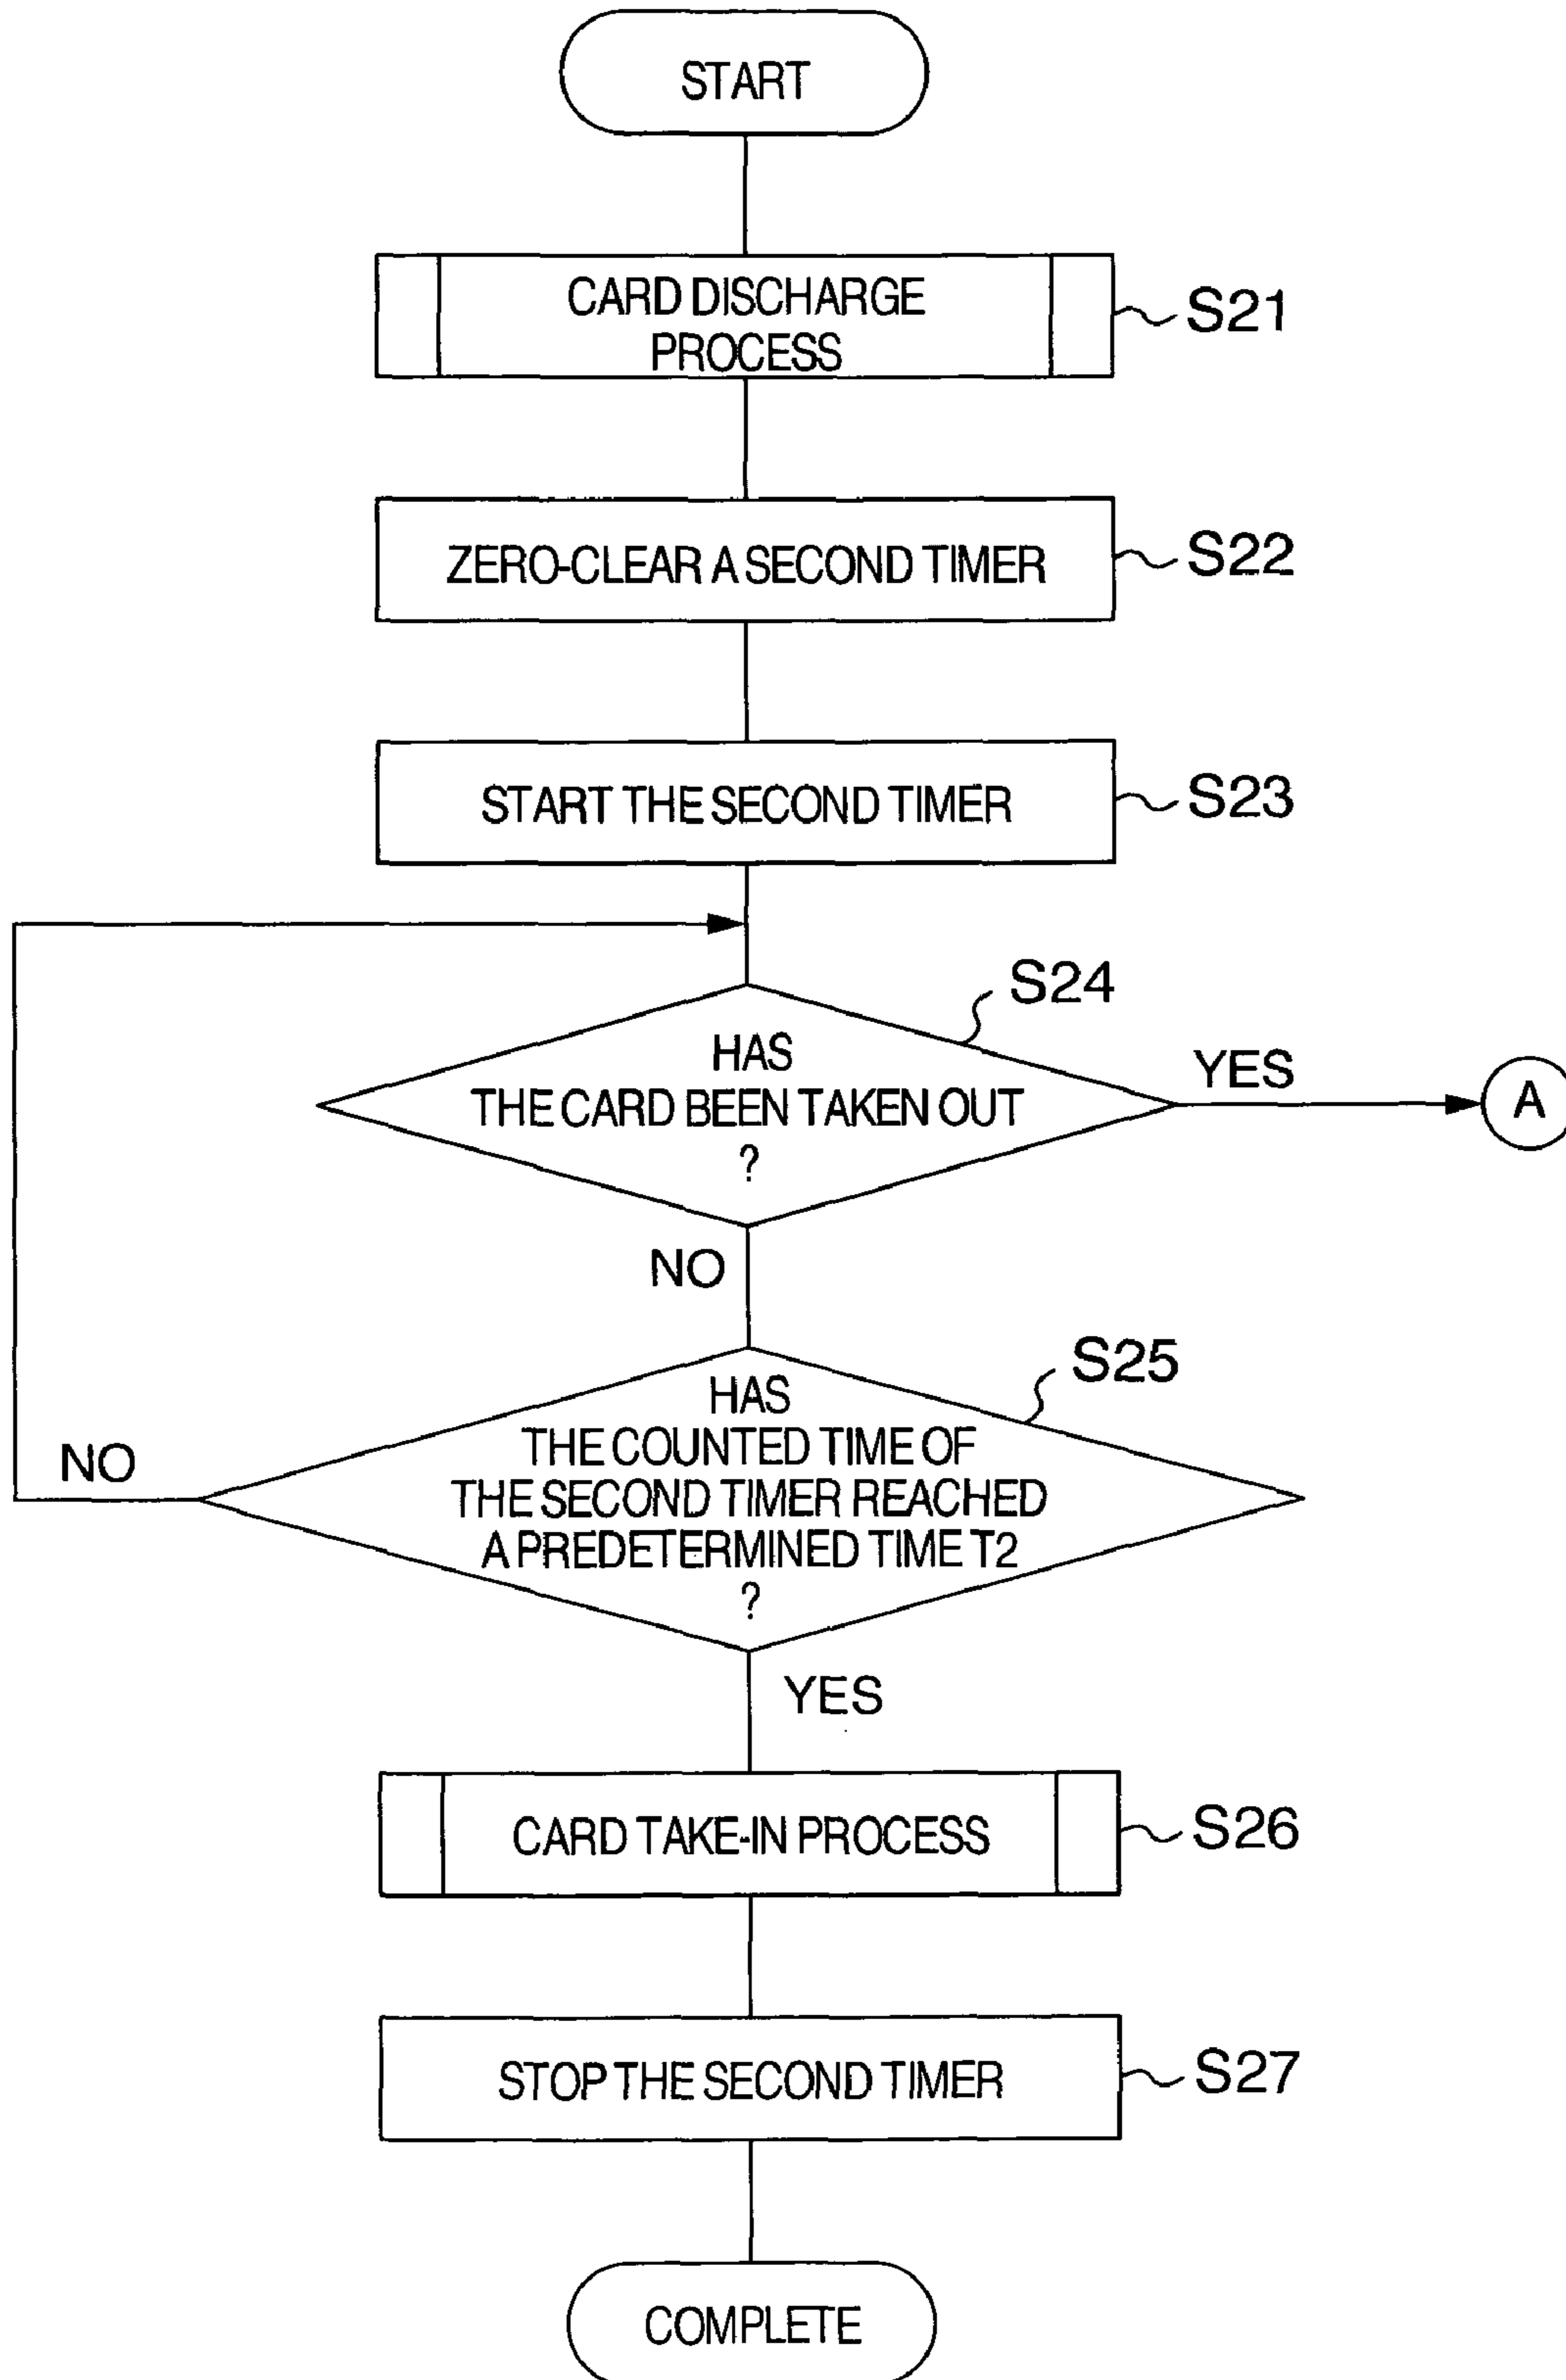 START
CARD DISCHARGE
PROCESS
S21
ZERO-CLEAR A SECOND TIMER
S22
START THE SECOND TIMER
S23
S24
HAS
THE CARD BEEN TAKEN OUT
?
YES
A
NO
S25
HAS
THE COUNTED TIME OF
THE SECOND TIMER REACHED
A PREDETERMINED TIME T2
?
NO
YES
CARD TAKE-IN PROCESS
S26
STOP THE SECOND TIMER
S27
COMPLETE